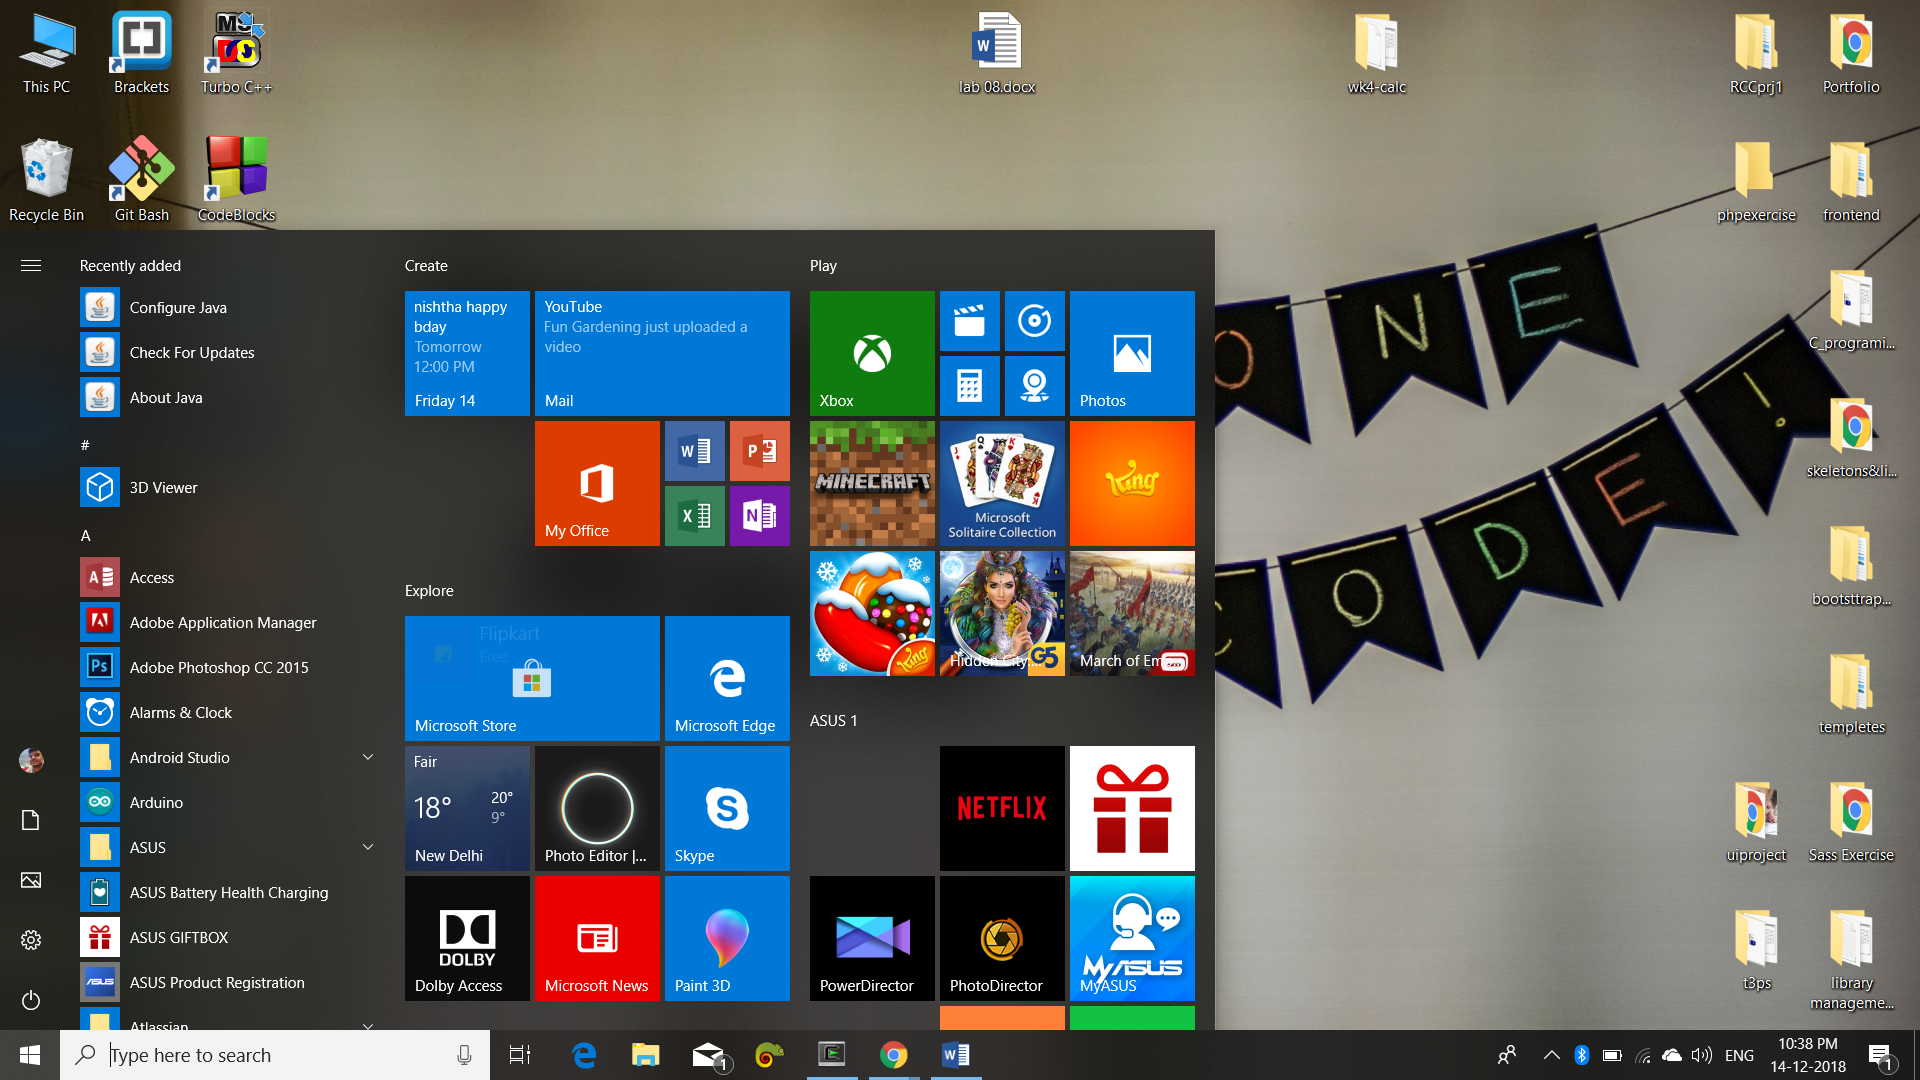 This PC
Brackets
Turbo C++
lab 08.docx
wk4-calc
RCCprj1
Portfolio
Recycle Bin
Git Bash
CodeBlocks
phpexercise
frontend
C_programi...
skeletons&li...
bootsttrap...
templetes
uiproject
Sass Exercise
t3ps
library
manageme...
O N E
C O D E !
Recently added
Configure Java
Check For Updates
About Java
#
3D Viewer
A
Access
Adobe Application Manager
Adobe Photoshop CC 2015
Alarms & Clock
Android Studio
Arduino
ASUS
ASUS Battery Health Charging
ASUS GIFTBOX
ASUS Product Registration
Atlassian
Create
nishtha happy
bday
Tomorrow
12:00 PM
Friday 14
YouTube
Fun Gardening just uploaded a
video
Mail
My Office
Explore
Flipkart
Free
Microsoft Store
Microsoft Edge
Fair
18°
20°
9°
New Delhi
Photo Editor |...
Skype
DOLBY
Dolby Access
Microsoft News
Paint 3D
Play
Xbox
Photos
MINECRAFT
Microsoft
Solitaire Collection
King
King
Hidden City:...
G5
March of Em
ASUS 1
NETFLIX
PowerDirector
PhotoDirector
MyASUS
MyASUS
Type here to search
1
ENG
10:38 PM
14-12-2018
1